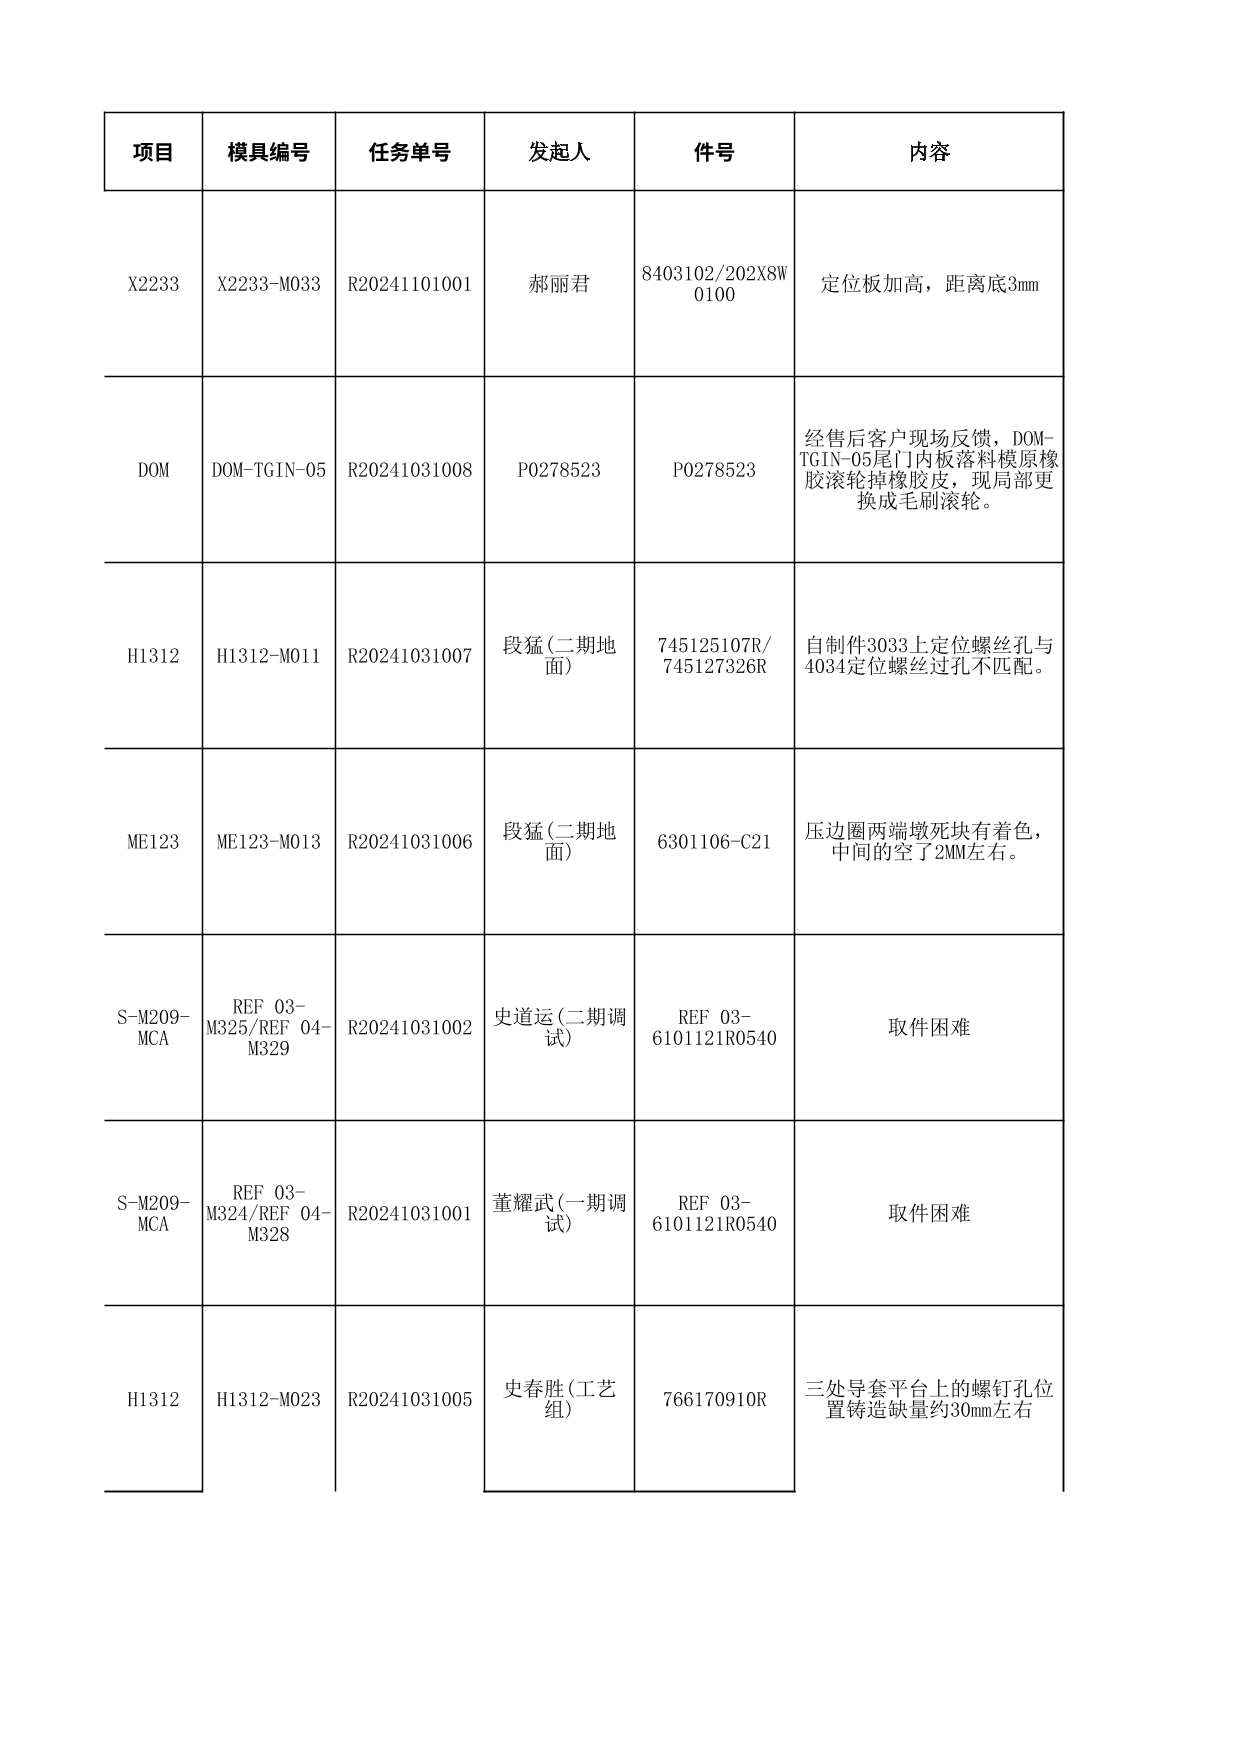 项目 模具编号 任务单号 发起人 件号 内容
X2233 X2233-M033 R20241101001 郝丽君 8403102/202X8W
0100 定位板加高，距离底3mm
DOM DOM-TGIN-05 R20241031008 P0278523 P0278523 经售后客户现场反馈，DOM-
TGIN-05尾门内板落料模原橡
胶滚轮掉橡胶皮，现局部更
换成毛刷滚轮。
H1312 H1312-M011 R20241031007 段猛(二期地
面) 745125107R/
745127326R 自制件3033上定位螺丝孔与
4034定位螺丝过孔不匹配。
ME123 ME123-M013 R20241031006 段猛(二期地
面) 6301106-C21 压边圈两端墩死块有着色，
中间的空了2MM左右。
S-M209-
MCA REF 03-
M325/REF 04-
M329 R20241031002 史道运(二期调
试) REF 03-
6101121R0540 取件困难
S-M209-
MCA REF 03-
M324/REF 04-
M328 R20241031001 董耀武(一期调
试) REF 03-
6101121R0540 取件困难
H1312 H1312-M023 R20241031005 史春胜(工艺
组) 766170910R 三处导套平台上的螺钉孔位
置铸造缺量约30mm左右